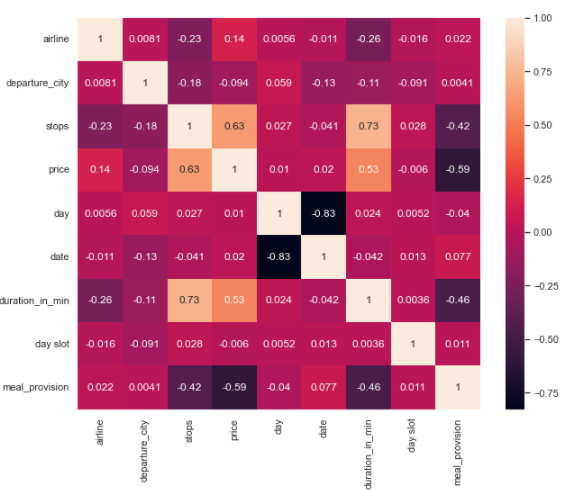 airline 1 0.0081 -0.23 0.14 0.0056 -0.011 -0.26 -0.016 0.022
departure_city 0.0081 1 -0.18 -0.094 0.059 -0.13 -0.11 -0.091 0.0041
stops -0.23 -0.18 1 0.63 0.027 -0.041 0.73 0.028 -0.42
price 0.14 -0.094 0.63 1 0.01 0.02 0.53 -0.006 -0.59
day 0.0056 0.059 0.027 0.01 1 -0.83 0.024 0.0052 -0.04
date -0.011 -0.13 -0.041 0.02 -0.83 1 -0.042 0.013 0.077
duration_in_min -0.26 -0.11 0.73 0.53 0.024 -0.042 1 0.0036 -0.46
day slot -0.016 -0.091 0.028 -0.006 0.0052 0.013 0.0036 1 0.011
meal_provision 0.022 0.0041 -0.42 -0.59 -0.04 0.077 -0.46 0.011 1
airline
departure_city
stops
price
day
date
duration_in_min
day slot
meal_provision
1.00
0.75
0.50
0.25
0.00
-0.25
-0.50
-0.75